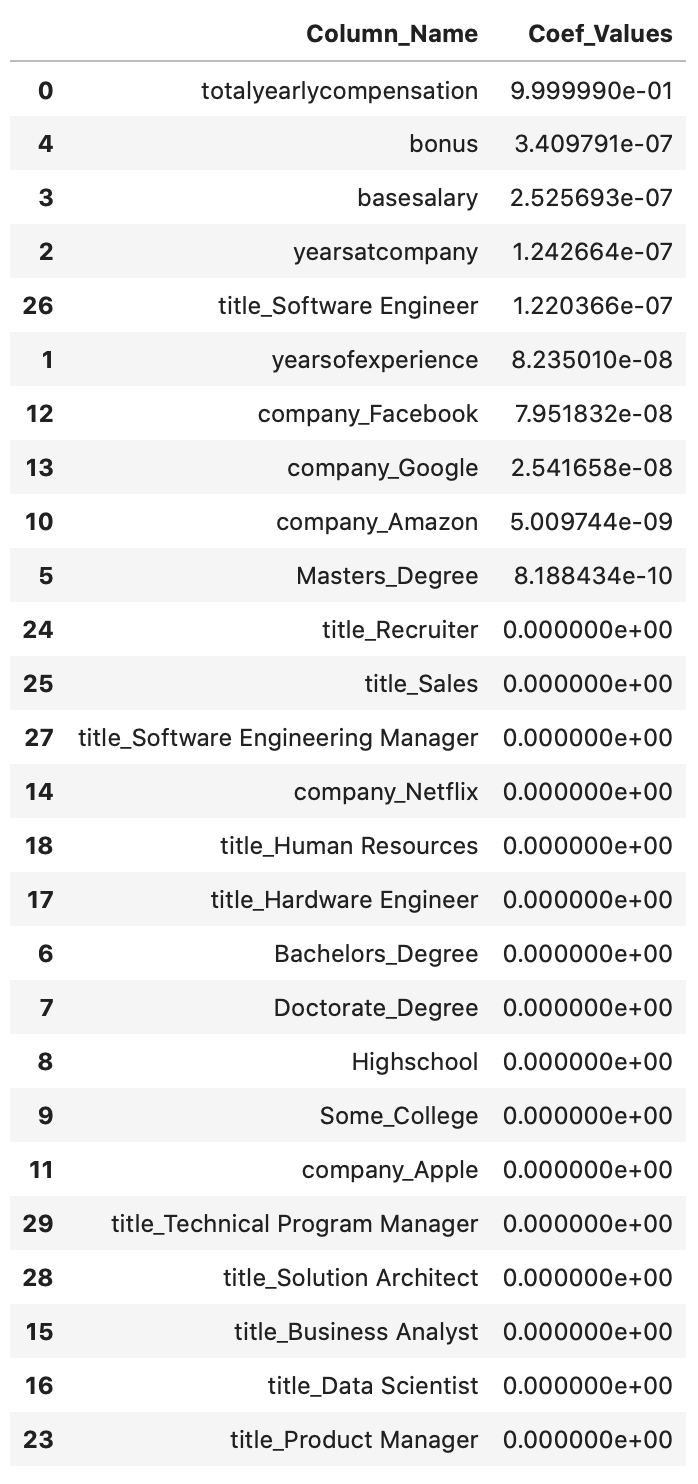 Column_Name Coef_Values
0 totalyearlycompensation 9.999990e-01
4 bonus 3.409791e-07
3 basesalary 2.525693e-07
2 yearsatcompany 1.242664e-07
26 title_Software Engineer 1.220366e-07
1 yearsofexperience 8.235010e-08
12 company_Facebook 7.951832e-08
13 company_Google 2.541658e-08
10 company_Amazon 5.009744e-09
5 Masters_Degree 8.188434e-10
24 title_Recruiter 0.000000e+00
25 title_Sales 0.000000e+00
27 title_Software Engineering Manager 0.000000e+00
14 company_Netflix 0.000000e+00
18 title_Human Resources 0.000000e+00
17 title_Hardware Engineer 0.000000e+00
6 Bachelors_Degree 0.000000e+00
7 Doctorate_Degree 0.000000e+00
8 Highschool 0.000000e+00
9 Some_College 0.000000e+00
11 company_Apple 0.000000e+00
29 title_Technical Program Manager 0.000000e+00
28 title_Solution Architect 0.000000e+00
15 title_Business Analyst 0.000000e+00
16 title_Data Scientist 0.000000e+00
23 title_Product Manager 0.000000e+00